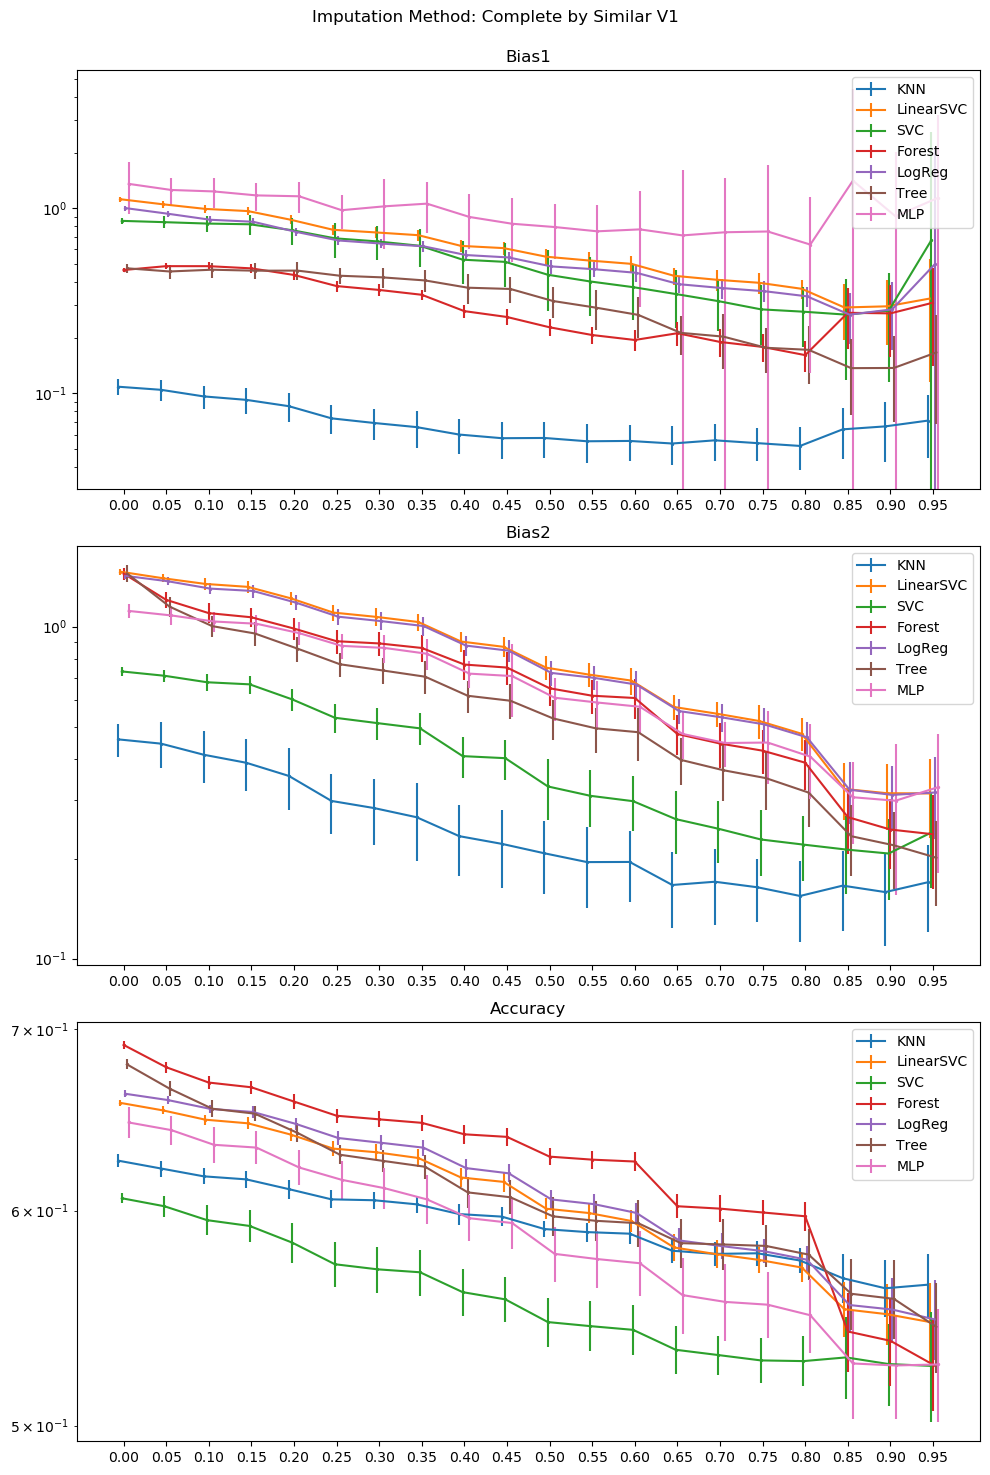 Imputation Method: Complete by Similar V1
Bias1
KNN
LinearSVC
SVC
Forest
LogReg
Tree
MLP
10⁰
10⁻¹
0.00 0.05 0.10 0.15 0.20 0.25 0.30 0.35 0.40 0.45 0.50 0.55 0.60 0.65 0.70 0.75 0.80 0.85 0.90 0.95
Bias2
KNN
LinearSVC
SVC
Forest
LogReg
Tree
MLP
10⁰
10⁻¹
0.00 0.05 0.10 0.15 0.20 0.25 0.30 0.35 0.40 0.45 0.50 0.55 0.60 0.65 0.70 0.75 0.80 0.85 0.90 0.95
Accuracy
7 × 10⁻¹
KNN
LinearSVC
SVC
Forest
LogReg
Tree
MLP
6 × 10⁻¹
5 × 10⁻¹
0.00 0.05 0.10 0.15 0.20 0.25 0.30 0.35 0.40 0.45 0.50 0.55 0.60 0.65 0.70 0.75 0.80 0.85 0.90 0.95